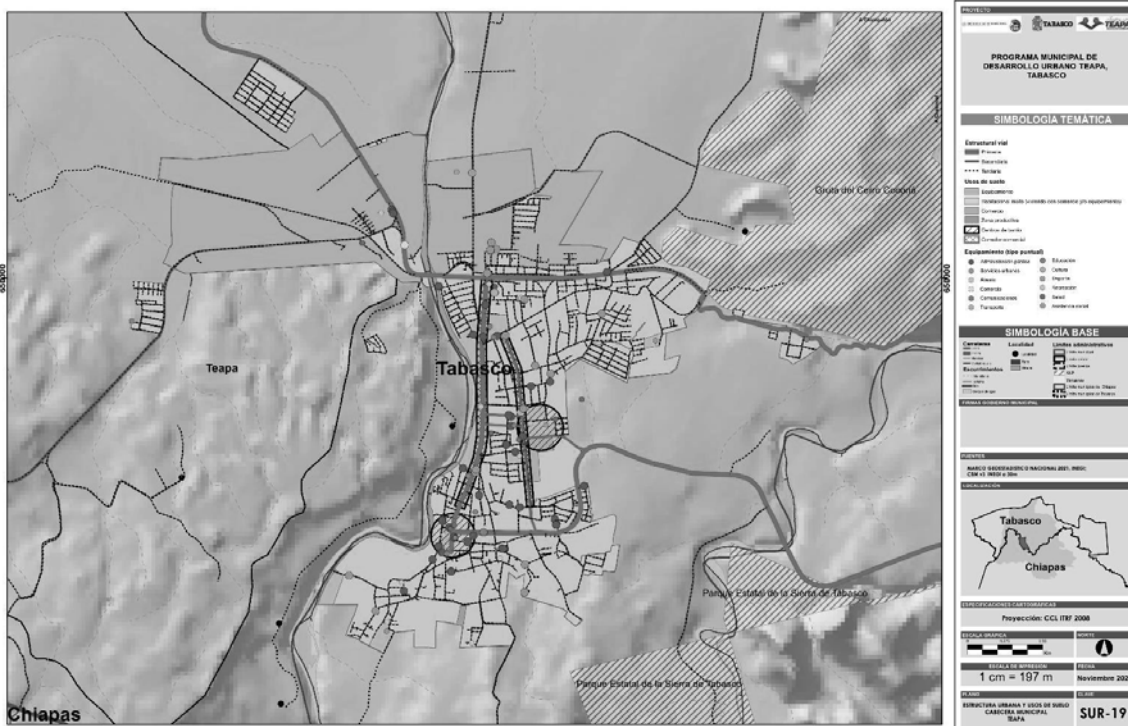 650000
Gruta del Cerro Coconá
Teapa
Tabasco
650000
Parque Estatal de la Sierra de Tabasco
Parque Estatal de la Sierra de Tabasco
Chiapas
PROYECTO
TABASCO
TEAPA
PROGRAMA MUNICIPAL DE
DESARROLLO URBANO TEAPA,
TABASCO
SIMBOLOGÍA TEMÁTICA
Estructural vial
Primaria
Secundaria
Terciaria
Usos de suelo
Equipamiento
Comercio
Zona productiva
Centros de barrio
Corredor comercial
Equipamiento (tipo puntual)
Administración pública
Educación
Servicios urbanos
Cultura
Abasto
Deporte
Comercio
Recreación
Comunicaciones
Salud
Transporte
Asistencia social
SIMBOLOGÍA BASE
Carreteras
Localidad
Límites administrativos
Escurrimientos
FIRMAS GOBIERNO MUNICIPAL
FUENTES
MARCO GEOESTADÍSTICO NACIONAL 2021, INEGI;
LOCALIZACIÓN
Tabasco
Chiapas
ESPECIFICACIONES CARTOGRÁFICAS
Proyección: CCL ITRF 2008
ESCALA GRÁFICA
NORTE
ESCALA DE IMPRESIÓN
FECHA
1 cm = 197 m
Noviembre 202
PLANO
CLAVE
ESTRUCTURA URBANA Y USOS DE SUELO
CABECERA MUNICIPAL
TEAPA
SUR-19